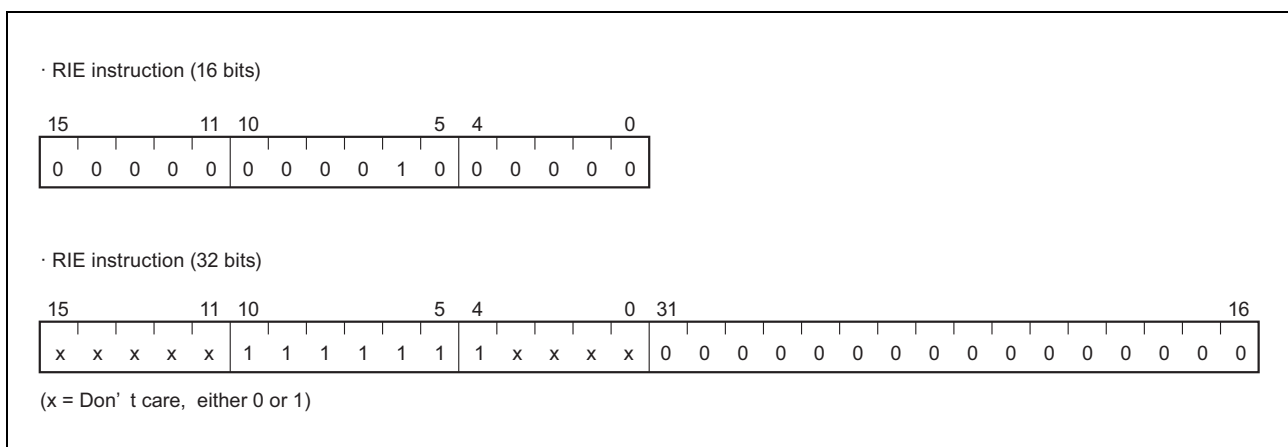 · RIE instruction (16 bits)
15 11 10 5 4 0
0 0 0 0 0 0 0 0 0 1 0 0 0 0 0 0
· RIE instruction (32 bits)
15 11 10 5 4 0 31 16
x x x x x 1 1 1 1 1 1 1 x x x x 0 0 0 0 0 0 0 0 0 0 0 0 0 0 0 0
(x = Don’ t care, either 0 or 1)